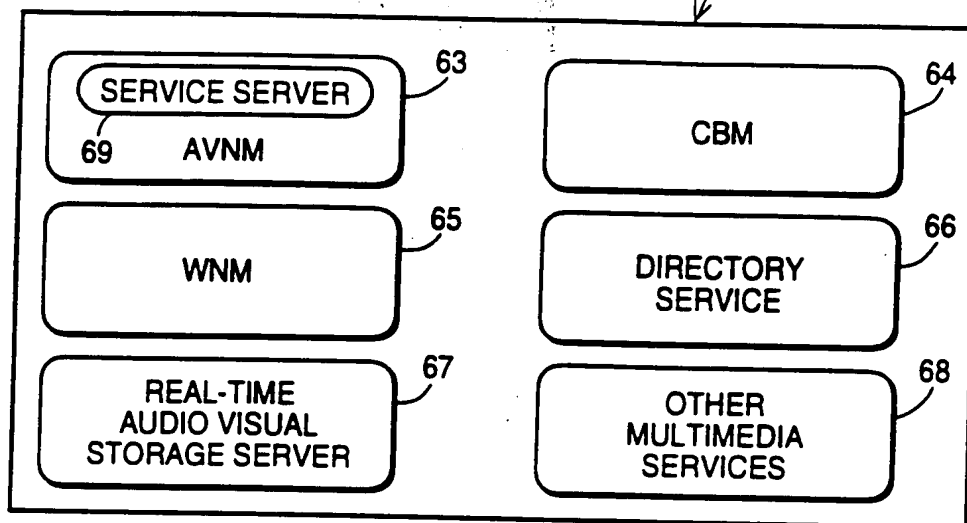 SERVICE SERVER
63
69
AVNM
CBM
64
WNM
65
DIRECTORY
SERVICE
66
REAL-TIME
AUDIO VISUAL
STORAGE SERVER
67
OTHER
MULTIMEDIA
SERVICES
68